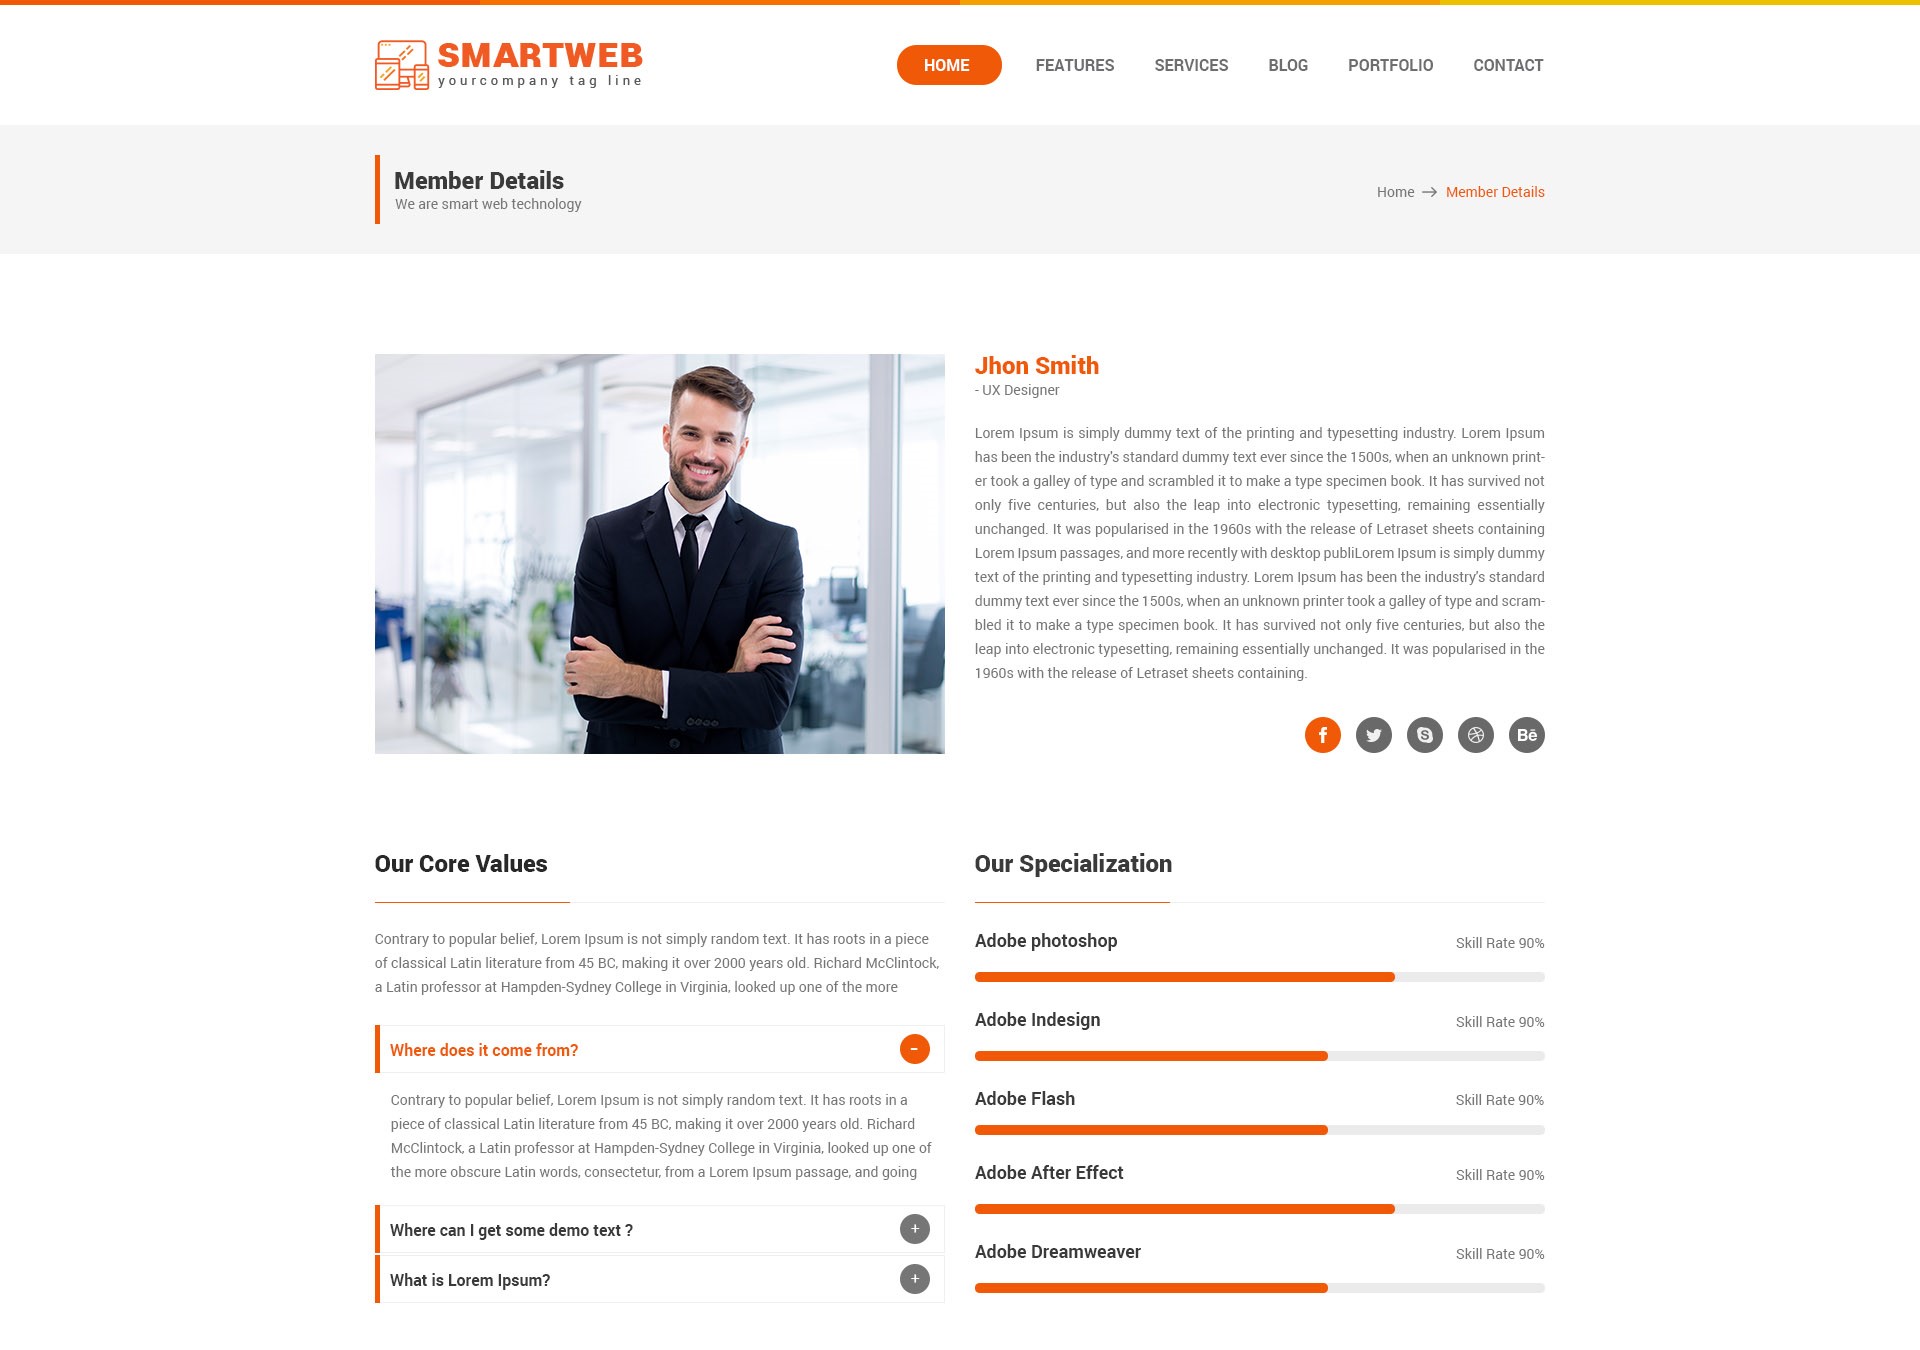 SMARTWEB
yourcompany tag line
HOME FEATURES SERVICES BLOG PORTFOLIO CONTACT
Member Details
We are smart web technology
Home → Member Details
Jhon Smith
- UX Designer
Lorem Ipsum is simply dummy text of the printing and typesetting industry. Lorem Ipsum
has been the industry's standard dummy text ever since the 1500s, when an unknown print-
er took a galley of type and scrambled it to make a type specimen book. It has survived not
only five centuries, but also the leap into electronic typesetting, remaining essentially
unchanged. It was popularised in the 1960s with the release of Letraset sheets containing
Lorem Ipsum passages, and more recently with desktop publiLorem Ipsum is simply dummy
text of the printing and typesetting industry. Lorem Ipsum has been the industry's standard
dummy text ever since the 1500s, when an unknown printer took a galley of type and scram-
bled it to make a type specimen book. It has survived not only five centuries, but also the
leap into electronic typesetting, remaining essentially unchanged. It was popularised in the
1960s with the release of Letraset sheets containing.
Bē
Our Core Values
Contrary to popular belief, Lorem Ipsum is not simply random text. It has roots in a piece
of classical Latin literature from 45 BC, making it over 2000 years old. Richard McClintock,
a Latin professor at Hampden-Sydney College in Virginia, looked up one of the more
Where does it come from? -
Contrary to popular belief, Lorem Ipsum is not simply random text. It has roots in a
piece of classical Latin literature from 45 BC, making it over 2000 years old. Richard
McClintock, a Latin professor at Hampden-Sydney College in Virginia, looked up one of
the more obscure Latin words, consectetur, from a Lorem Ipsum passage, and going
Where can I get some demo text ? +
What is Lorem Ipsum? +
Our Specialization
Adobe photoshop Skill Rate 90%
Adobe Indesign Skill Rate 90%
Adobe Flash Skill Rate 90%
Adobe After Effect Skill Rate 90%
Adobe Dreamweaver Skill Rate 90%